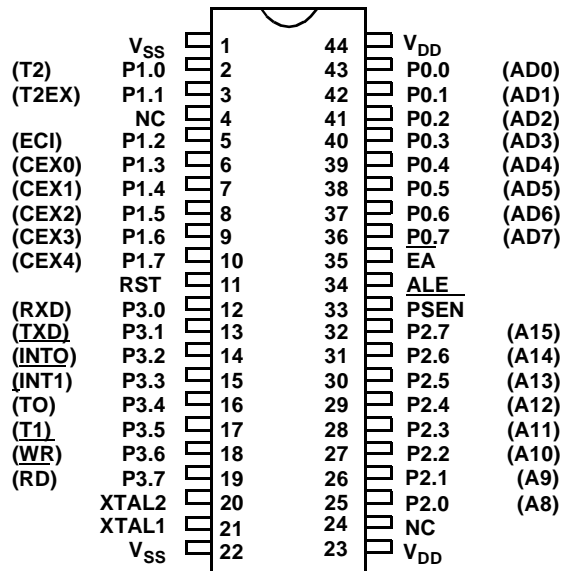 VSS 1 44 VDD
(T2) P1.0 2 43 P0.0 (AD0)
(T2EX) P1.1 3 42 P0.1 (AD1)
NC 4 41 P0.2 (AD2)
(ECI) P1.2 5 40 P0.3 (AD3)
(CEX0) P1.3 6 39 P0.4 (AD4)
(CEX1) P1.4 7 38 P0.5 (AD5)
(CEX2) P1.5 8 37 P0.6 (AD6)
(CEX3) P1.6 9 36 P0.7 (AD7)
(CEX4) P1.7 10 35 EA
RST 11 34 ALE
(RXD) P3.0 12 33 PSEN
(TXD) P3.1 13 32 P2.7 (A15)
(INTO) P3.2 14 31 P2.6 (A14)
(INT1) P3.3 15 30 P2.5 (A13)
(TO) P3.4 16 29 P2.4 (A12)
(T1) P3.5 17 28 P2.3 (A11)
(WR) P3.6 18 27 P2.2 (A10)
(RD) P3.7 19 26 P2.1 (A9)
XTAL2 20 25 P2.0 (A8)
XTAL1 21 24 NC
VSS 22 23 VDD